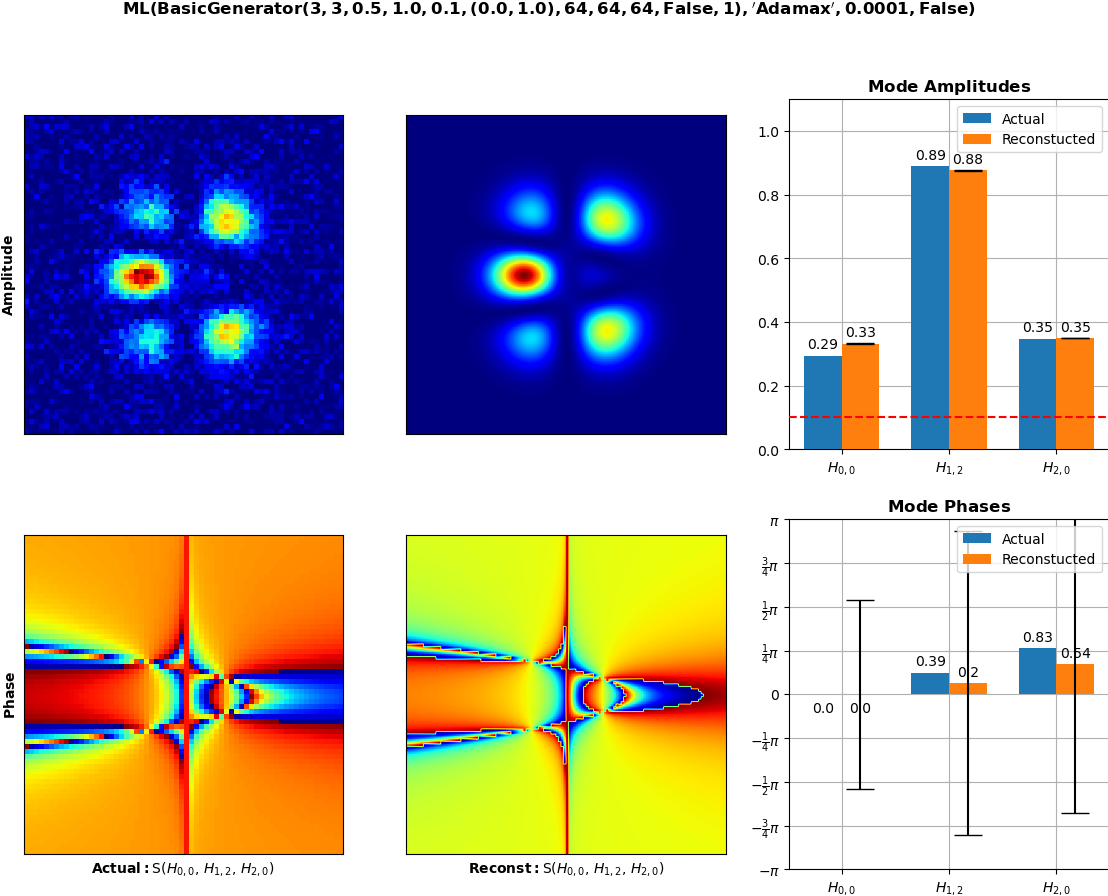 ML(BasicGenerator(3, 3, 0.5, 1.0, 0.1, (0.0, 1.0), 64, 64, 64, False, 1), 'Adamax', 0.0001, False)
Amplitude
Mode Amplitudes
Actual
Reconstucted
1.0
0.8
0.6
0.4
0.2
0.0
0.29
0.33
0.89
0.88
0.35
0.35
H0,0
H1,2
H2,0
Phase
Actual: S(H0,0, H1,2, H2,0)
Reconst: S(H0,0, H1,2, H2,0)
Mode Phases
Actual
Reconstucted
π
3/4π
1/2π
1/4π
0
−1/4π
−1/2π
−3/4π
−π
0.0
0.0
0.39
0.2
0.83
0.54
H0,0
H1,2
H2,0